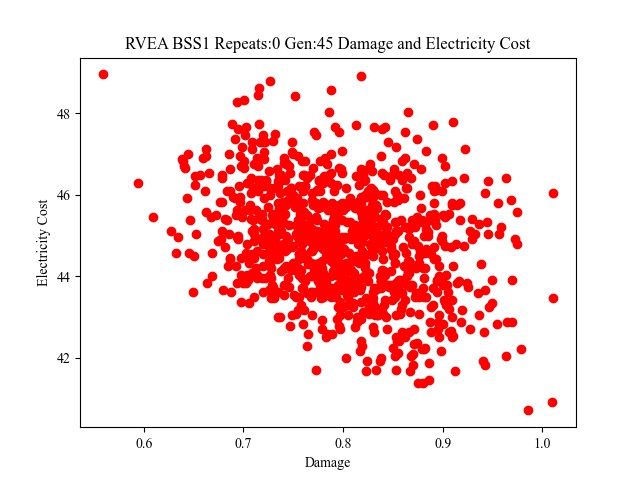 RVEA BSS1 Repeats:0 Gen:45 Damage and Electricity Cost
48
46
44
42
Electricity Cost
0.6 0.7 0.8 0.9 1.0
Damage